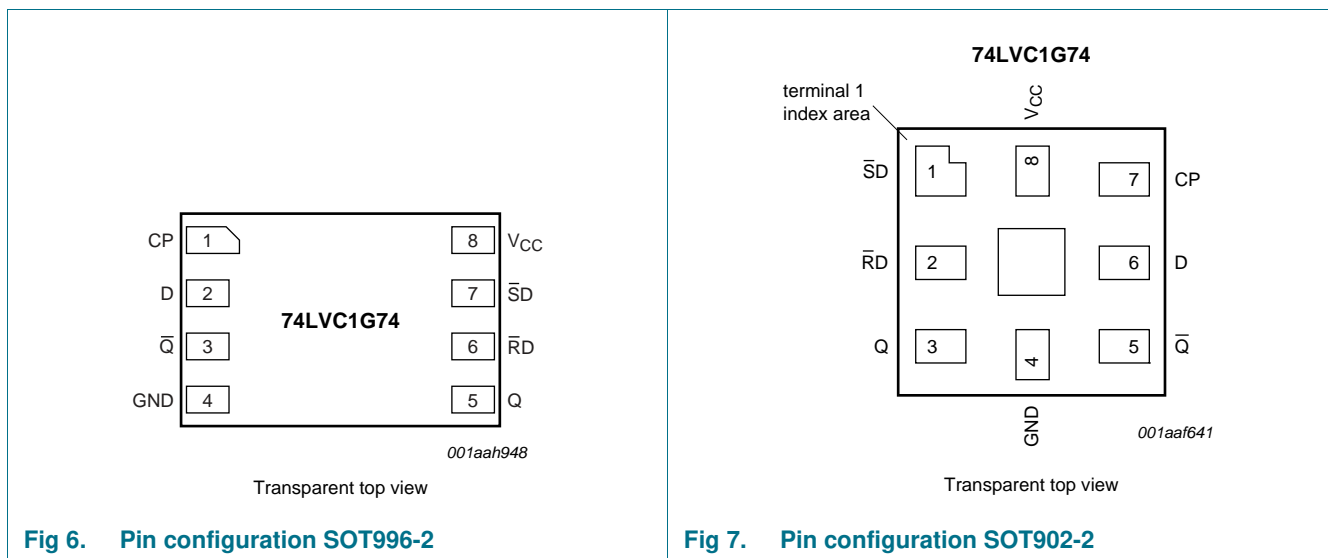 CP 1
8 VCC
D 2
7 S̅D
74LVC1G74
Q̅ 3
6 R̅D
GND 4
5 Q
001aah948
Transparent top view
Fig 6. Pin configuration SOT996-2
74LVC1G74
terminal 1
index area
VCC
S̅D 1
8
7 CP
R̅D 2
6 D
Q 3
4
5 Q̅
GND
001aaf641
Transparent top view
Fig 7. Pin configuration SOT902-2